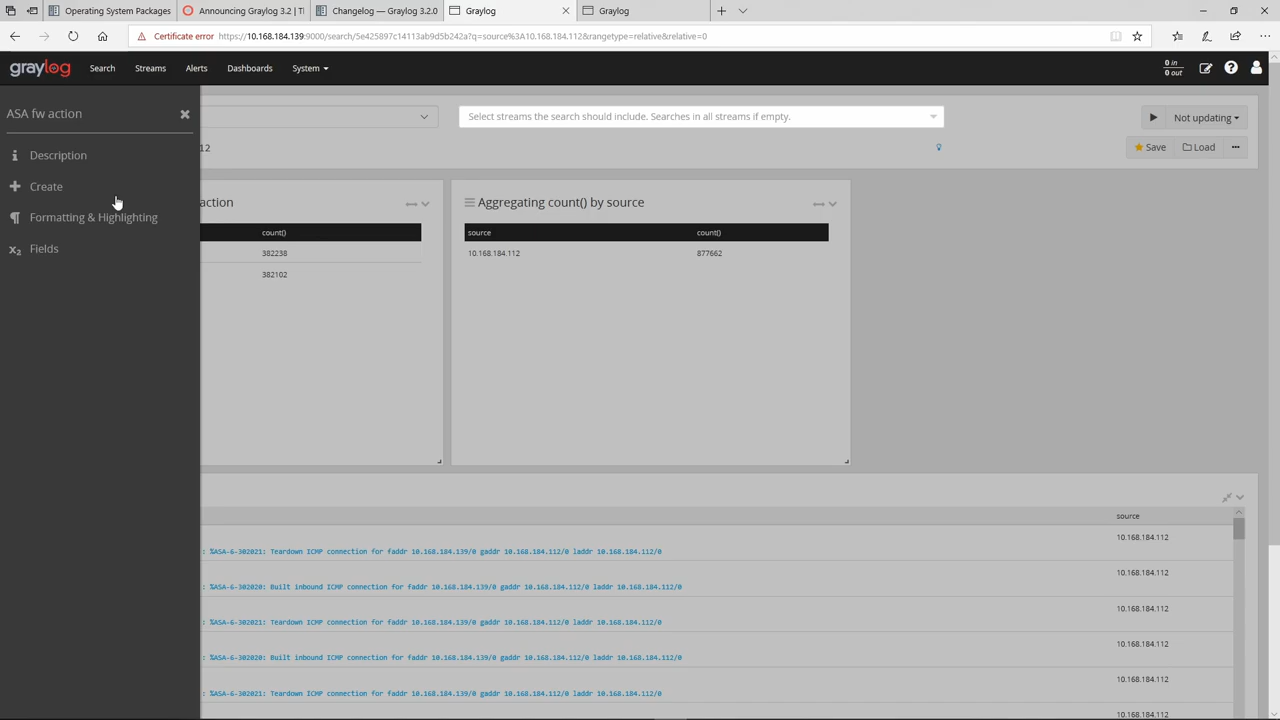 Operating System Packages
Announcing Graylog 3.2 | Tl
Changelog — Graylog 3.2.0
Graylog
Graylog
Certificate error
https://10.168.184.139:9000/search/5e425897c14113ab9d5b242a?q=source%3A10.168.184.112&rangetype=relative&relative=0
graylog
Search
Streams
Alerts
Dashboards
System
0 in
0 out
ASA fw action
Select streams the search should include. Searches in all streams if empty.
Not updating
12
Save
Load
Description
Create
Formatting & Highlighting
Fields
action
Aggregating count() by source
count()
source
count()
382238
10.168.184.112
877662
382102
source
10.168.184.112
: %ASA-6-302021: Teardown ICMP connection for faddr 10.168.184.139/0 gaddr 10.168.184.112/0 laddr 10.168.184.112/0
10.168.184.112
: %ASA-6-302020: Built inbound ICMP connection for faddr 10.168.184.139/0 gaddr 10.168.184.112/0 laddr 10.168.184.112/0
10.168.184.112
: %ASA-6-302021: Teardown ICMP connection for faddr 10.168.184.139/0 gaddr 10.168.184.112/0 laddr 10.168.184.112/0
10.168.184.112
: %ASA-6-302020: Built inbound ICMP connection for faddr 10.168.184.139/0 gaddr 10.168.184.112/0 laddr 10.168.184.112/0
10.168.184.112
: %ASA-6-302021: Teardown ICMP connection for faddr 10.168.184.139/0 gaddr 10.168.184.112/0 laddr 10.168.184.112/0
10.168.184.112